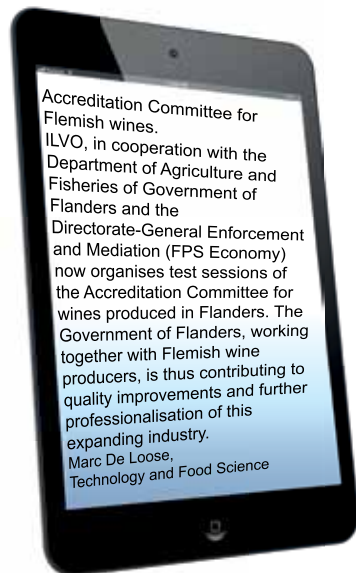 Accreditation Committee for
Flemish wines.
ILVO, in cooperation with the
Department of Agriculture and
Fisheries of Government of
Flanders and the
Directorate-General Enforcement
and Mediation (FPS Economy)
now organises test sessions of
the Accreditation Committee for
wines produced in Flanders. The
Government of Flanders, working
together with Flemish wine
producers, is thus contributing to
quality improvements and further
professionalisation of this
expanding industry.
Marc De Loose,
Technology and Food Science